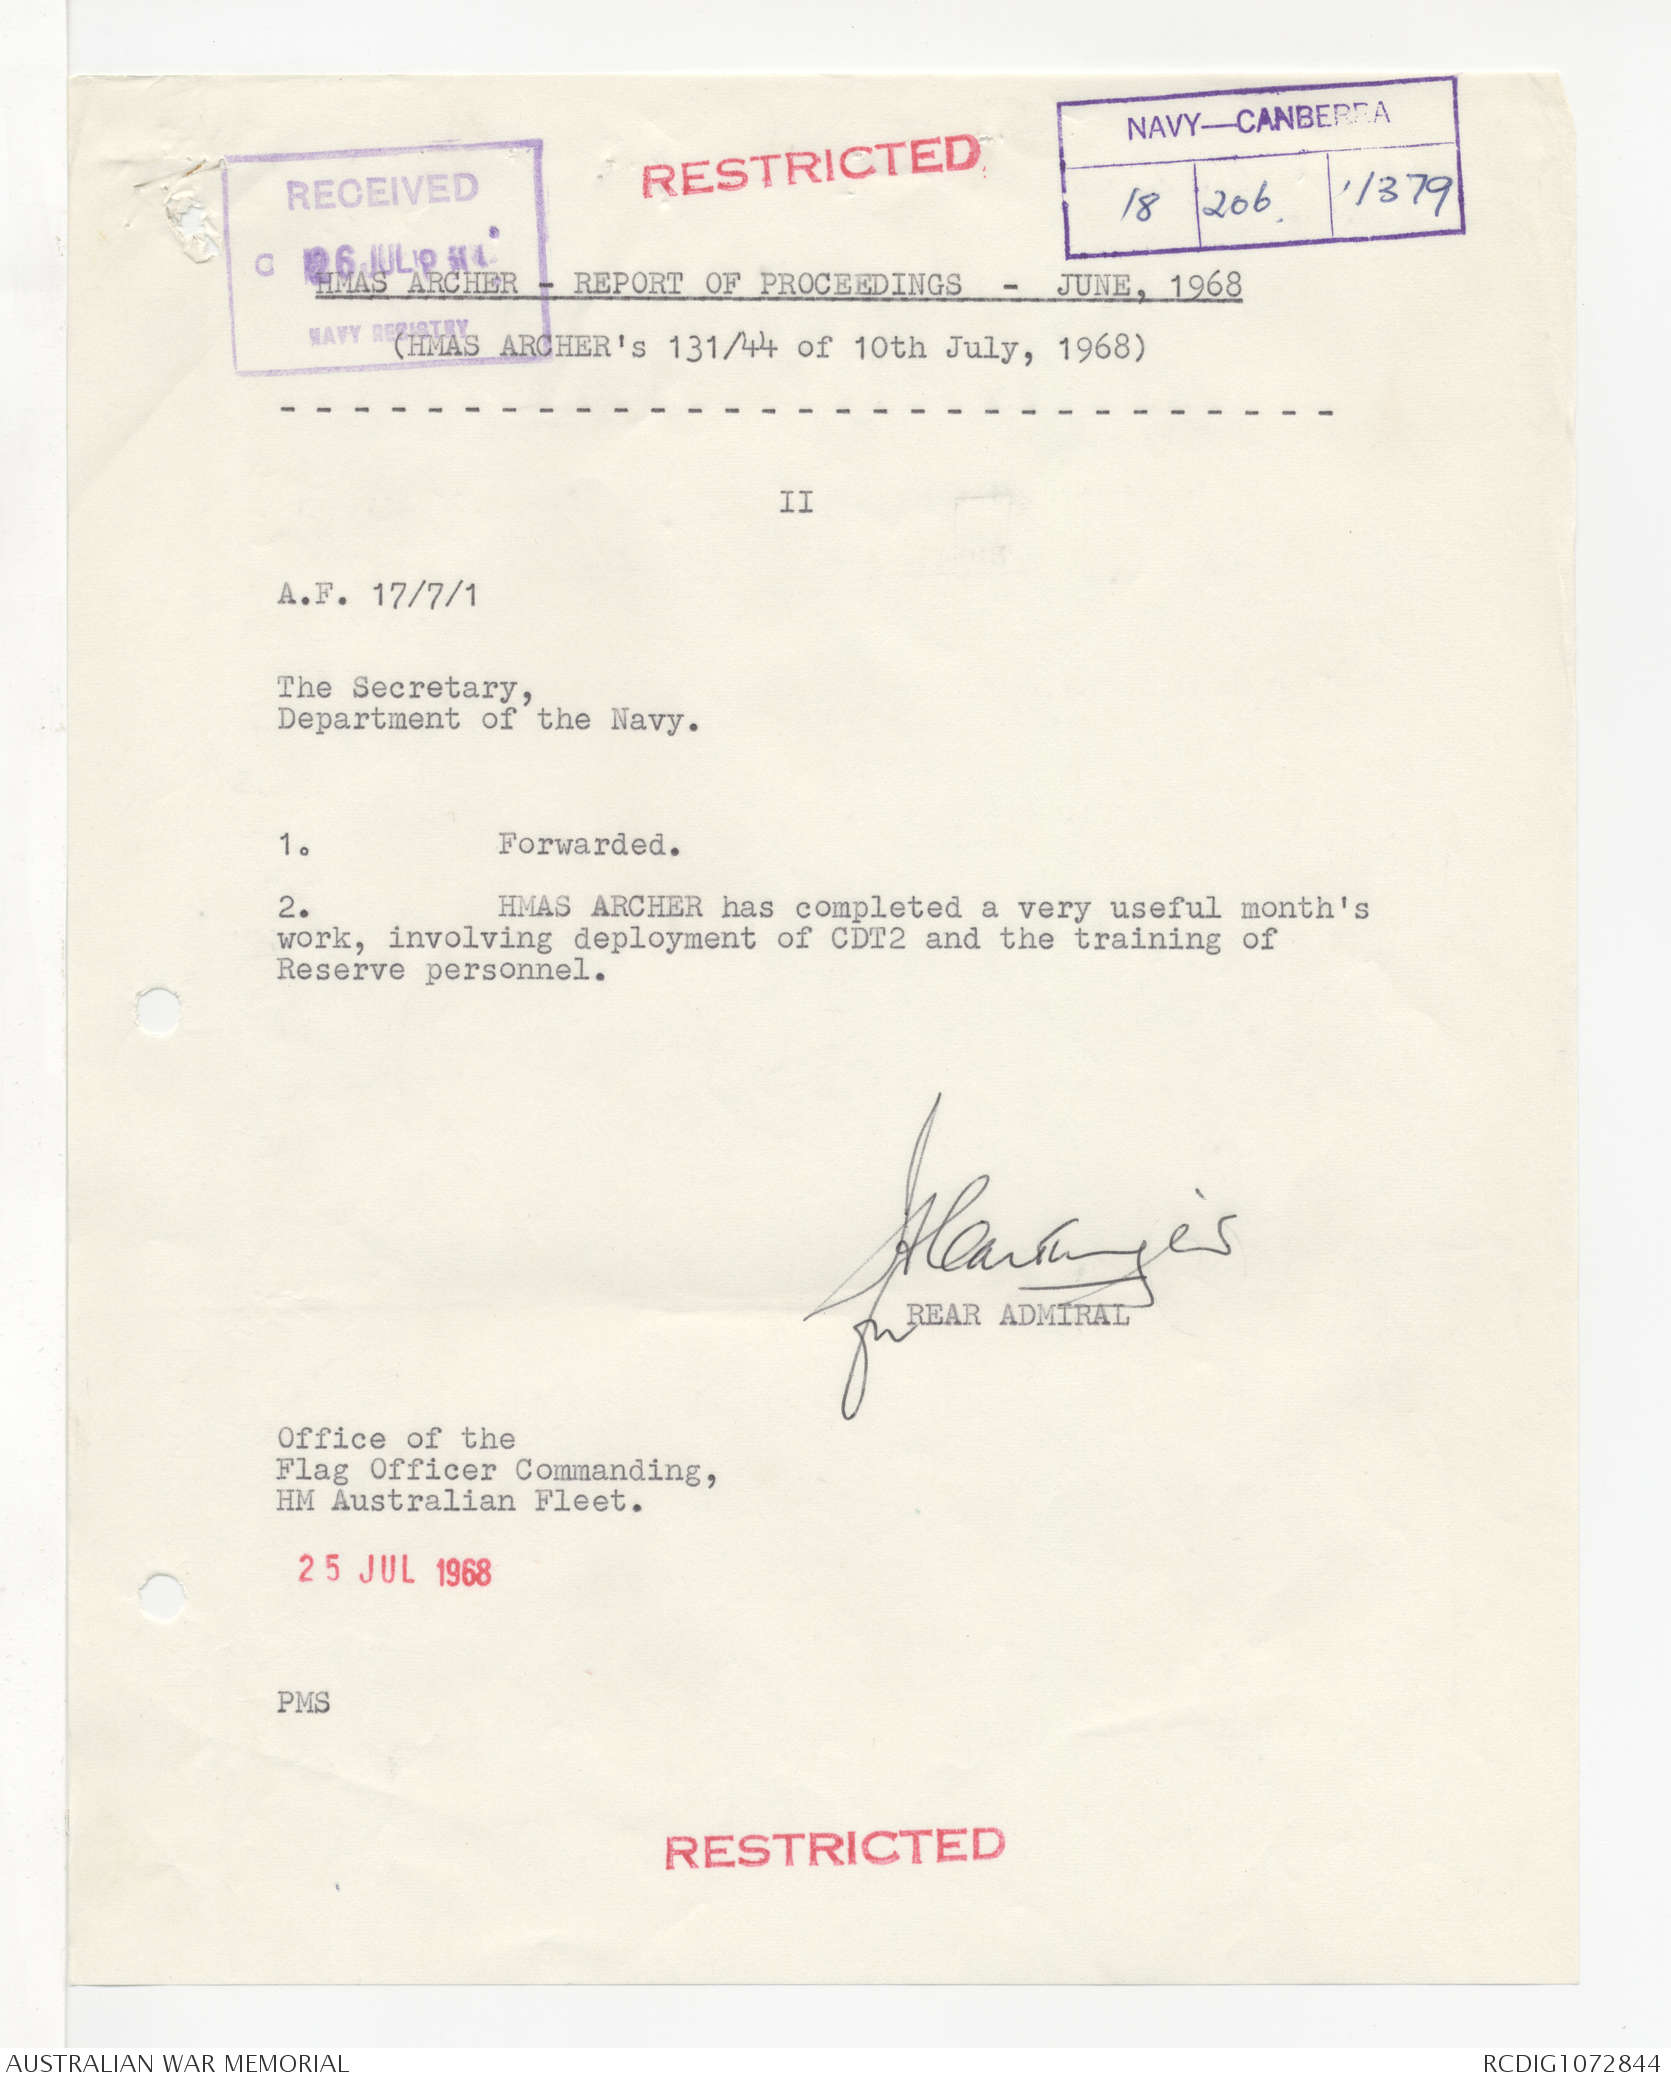 RESTRICTED
NAVY—CANBERRA
18 206 1379
RECEIVED
26 JUL
NAVY REGISTRY
HMAS ARCHER - REPORT OF PROCEEDINGS - JUNE, 1968
(HMAS ARCHER's 131/44 of 10th July, 1968)
II
A.F. 17/7/1
The Secretary,
Department of the Navy.
1. Forwarded.
2. HMAS ARCHER has completed a very useful month's
work, involving deployment of CDT2 and the training of
Reserve personnel.
for REAR ADMIRAL
Office of the
Flag Officer Commanding,
HM Australian Fleet.
25 JUL 1968
PMS
RESTRICTED
AUSTRALIAN WAR MEMORIAL
RCDIG1072844